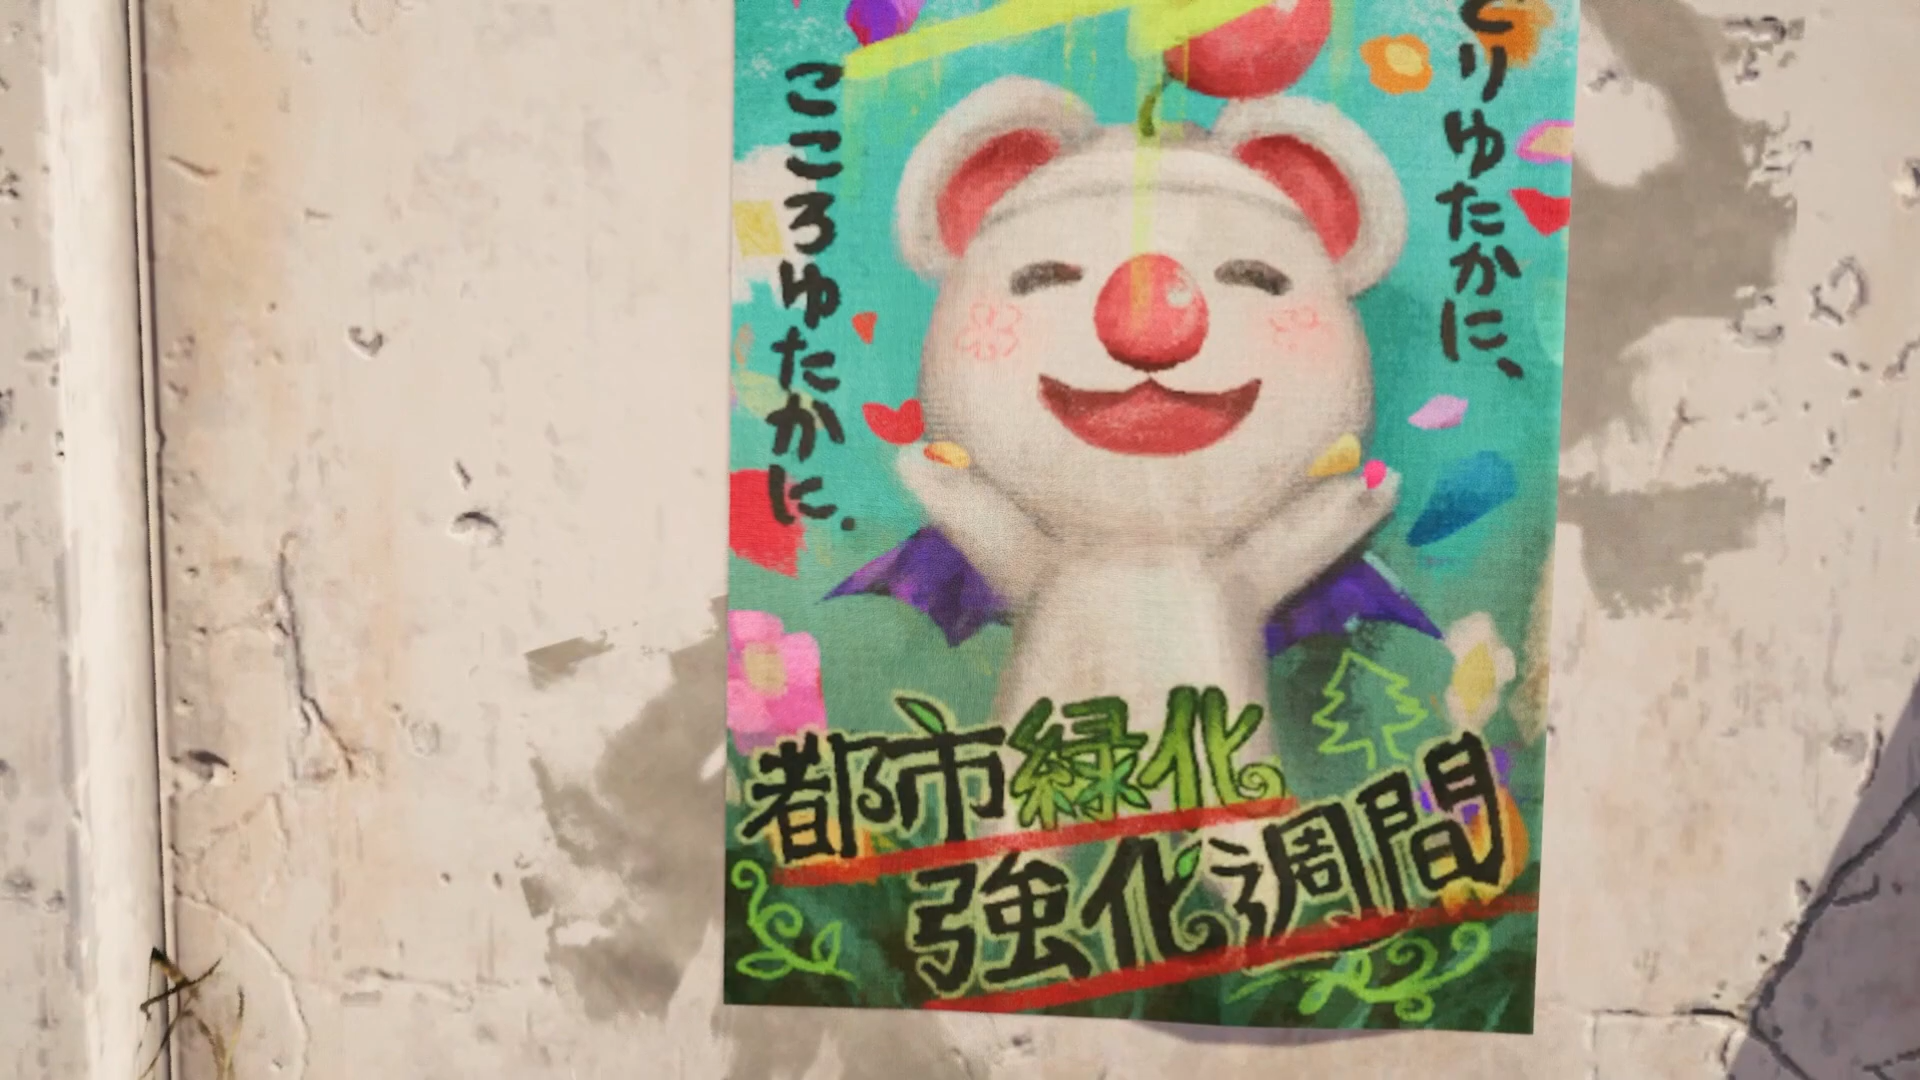 とりゆたかに、
こころゆたかに.
都市緑化
強化週間